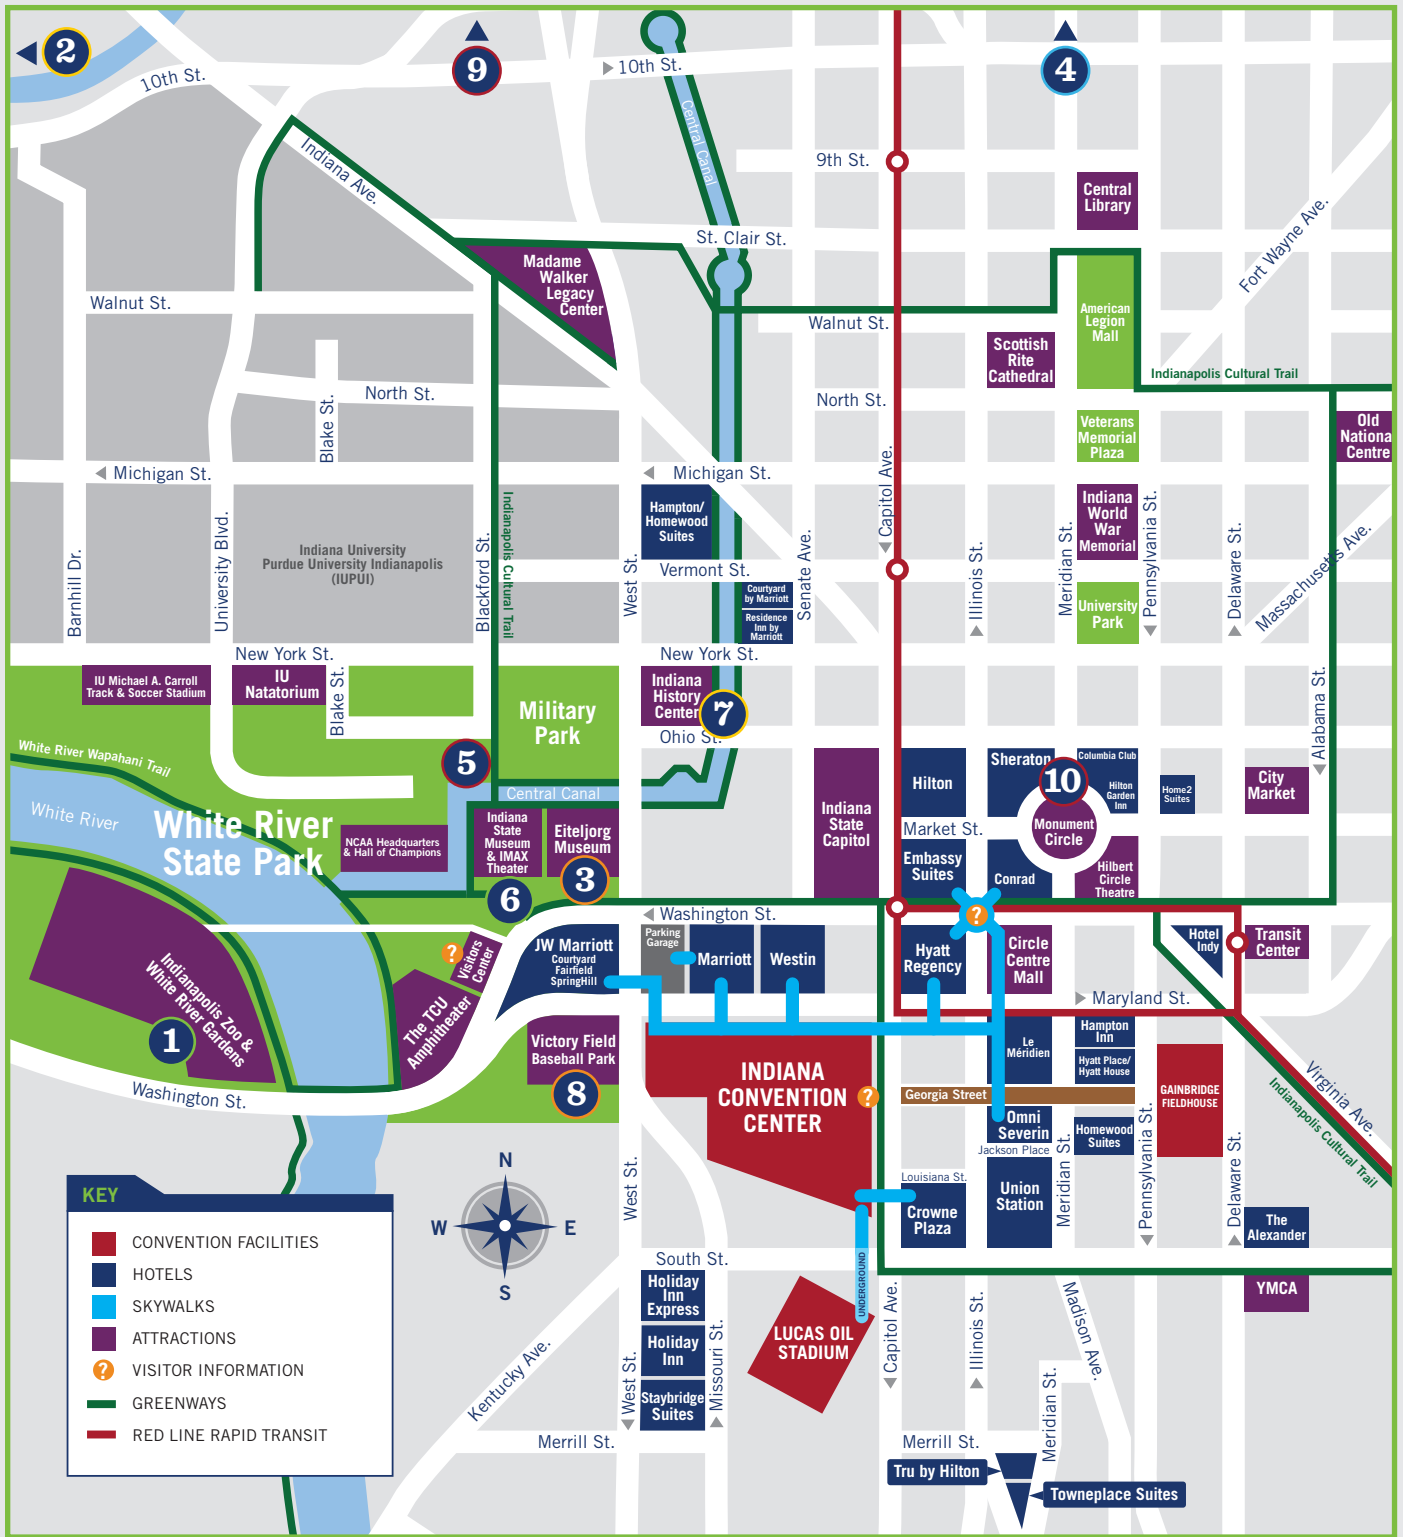 2
9
4
10th St.
10th St.
Central Canal
Indiana Ave.
9th St.
Central
Library
Fort Wayne Ave.
St. Clair St.
Madame
Walker
Legacy
Center
Walnut St.
Walnut St.
American
Legion
Mall
Scottish
Rite
Cathedral
Indianapolis Cultural Trail
North St.
North St.
Blake St.
Veterans
Memorial
Plaza
Old
Nationa
Centre
Michigan St.
Michigan St.
Capitol Ave.
Hampton/
Homewood
Suites
Indiana
World
War
Memorial
Indianapolis Cultural Trail
Indiana University
Purdue University Indianapolis
(IUPUI)
Barnhill Dr.
University Blvd.
Blackford St.
West St.
Vermont St.
Senate Ave.
Illinois St.
Meridian St.
Pennsylvania St.
Delaware St.
Massachusetts Ave.
Courtyard
by Marriott
Residence
Inn by
Marriott
University
Park
New York St.
New York St.
IU Michael A. Carroll
Track & Soccer Stadium
IU
Natatorium
Blake St.
Military
Park
Indiana
History
Center
7
Ohio St.
Alabama St.
White River Wapahani Trail
5
White River
White River
State Park
Central Canal
NCAA Headquarters
& Hall of Champions
Indiana
State
Museum
& IMAX
Theater
Eiteljorg
Museum
6
3
Indiana
State
Capitol
Hilton
Sheraton
10
Columbia Club
Hilton
Garden
Inn
Home2
Suites
City
Market
Market St.
Monument
Circle
Embassy
Suites
Conrad
Hilbert
Circle
Theatre
Washington St.
?
Indianapolis Zoo &
White River Gardens
1
?
Visitors
Center
The TCU
Amphitheater
JW Marriott
Courtyard
Fairfield
SpringHill
Parking
Garage
Marriott
Westin
Hyatt
Regency
Circle
Centre
Mall
Hotel
Indy
Transit
Center
Maryland St.
Victory Field
Baseball Park
8
INDIANA
CONVENTION
CENTER
?
Le
Méridien
Hampton
Inn
Hyatt Place/
Hyatt House
GAINBRIDGE
FIELDHOUSE
Virginia Ave.
Indianapolis Cultural Trail
Georgia Street
Omni
Severin
Homewood
Suites
Jackson Place
Washington St.
Louisiana St.
Crowne
Plaza
Union
Station
Meridian St.
Pennsylvania St.
Delaware St.
The
Alexander
West St.
N
W
E
S
KEY
CONVENTION FACILITIES
HOTELS
SKYWALKS
ATTRACTIONS
?
VISITOR INFORMATION
GREENWAYS
RED LINE RAPID TRANSIT
South St.
UNDERGROUND
YMCA
Holiday
Inn
Express
Holiday
Inn
Staybridge
Suites
West St.
Missouri St.
LUCAS OIL
STADIUM
Capitol Ave.
Illinois St.
Madison Ave.
Meridian St.
Kentucky Ave.
Merrill St.
Merrill St.
Tru by Hilton
Towneplace Suites